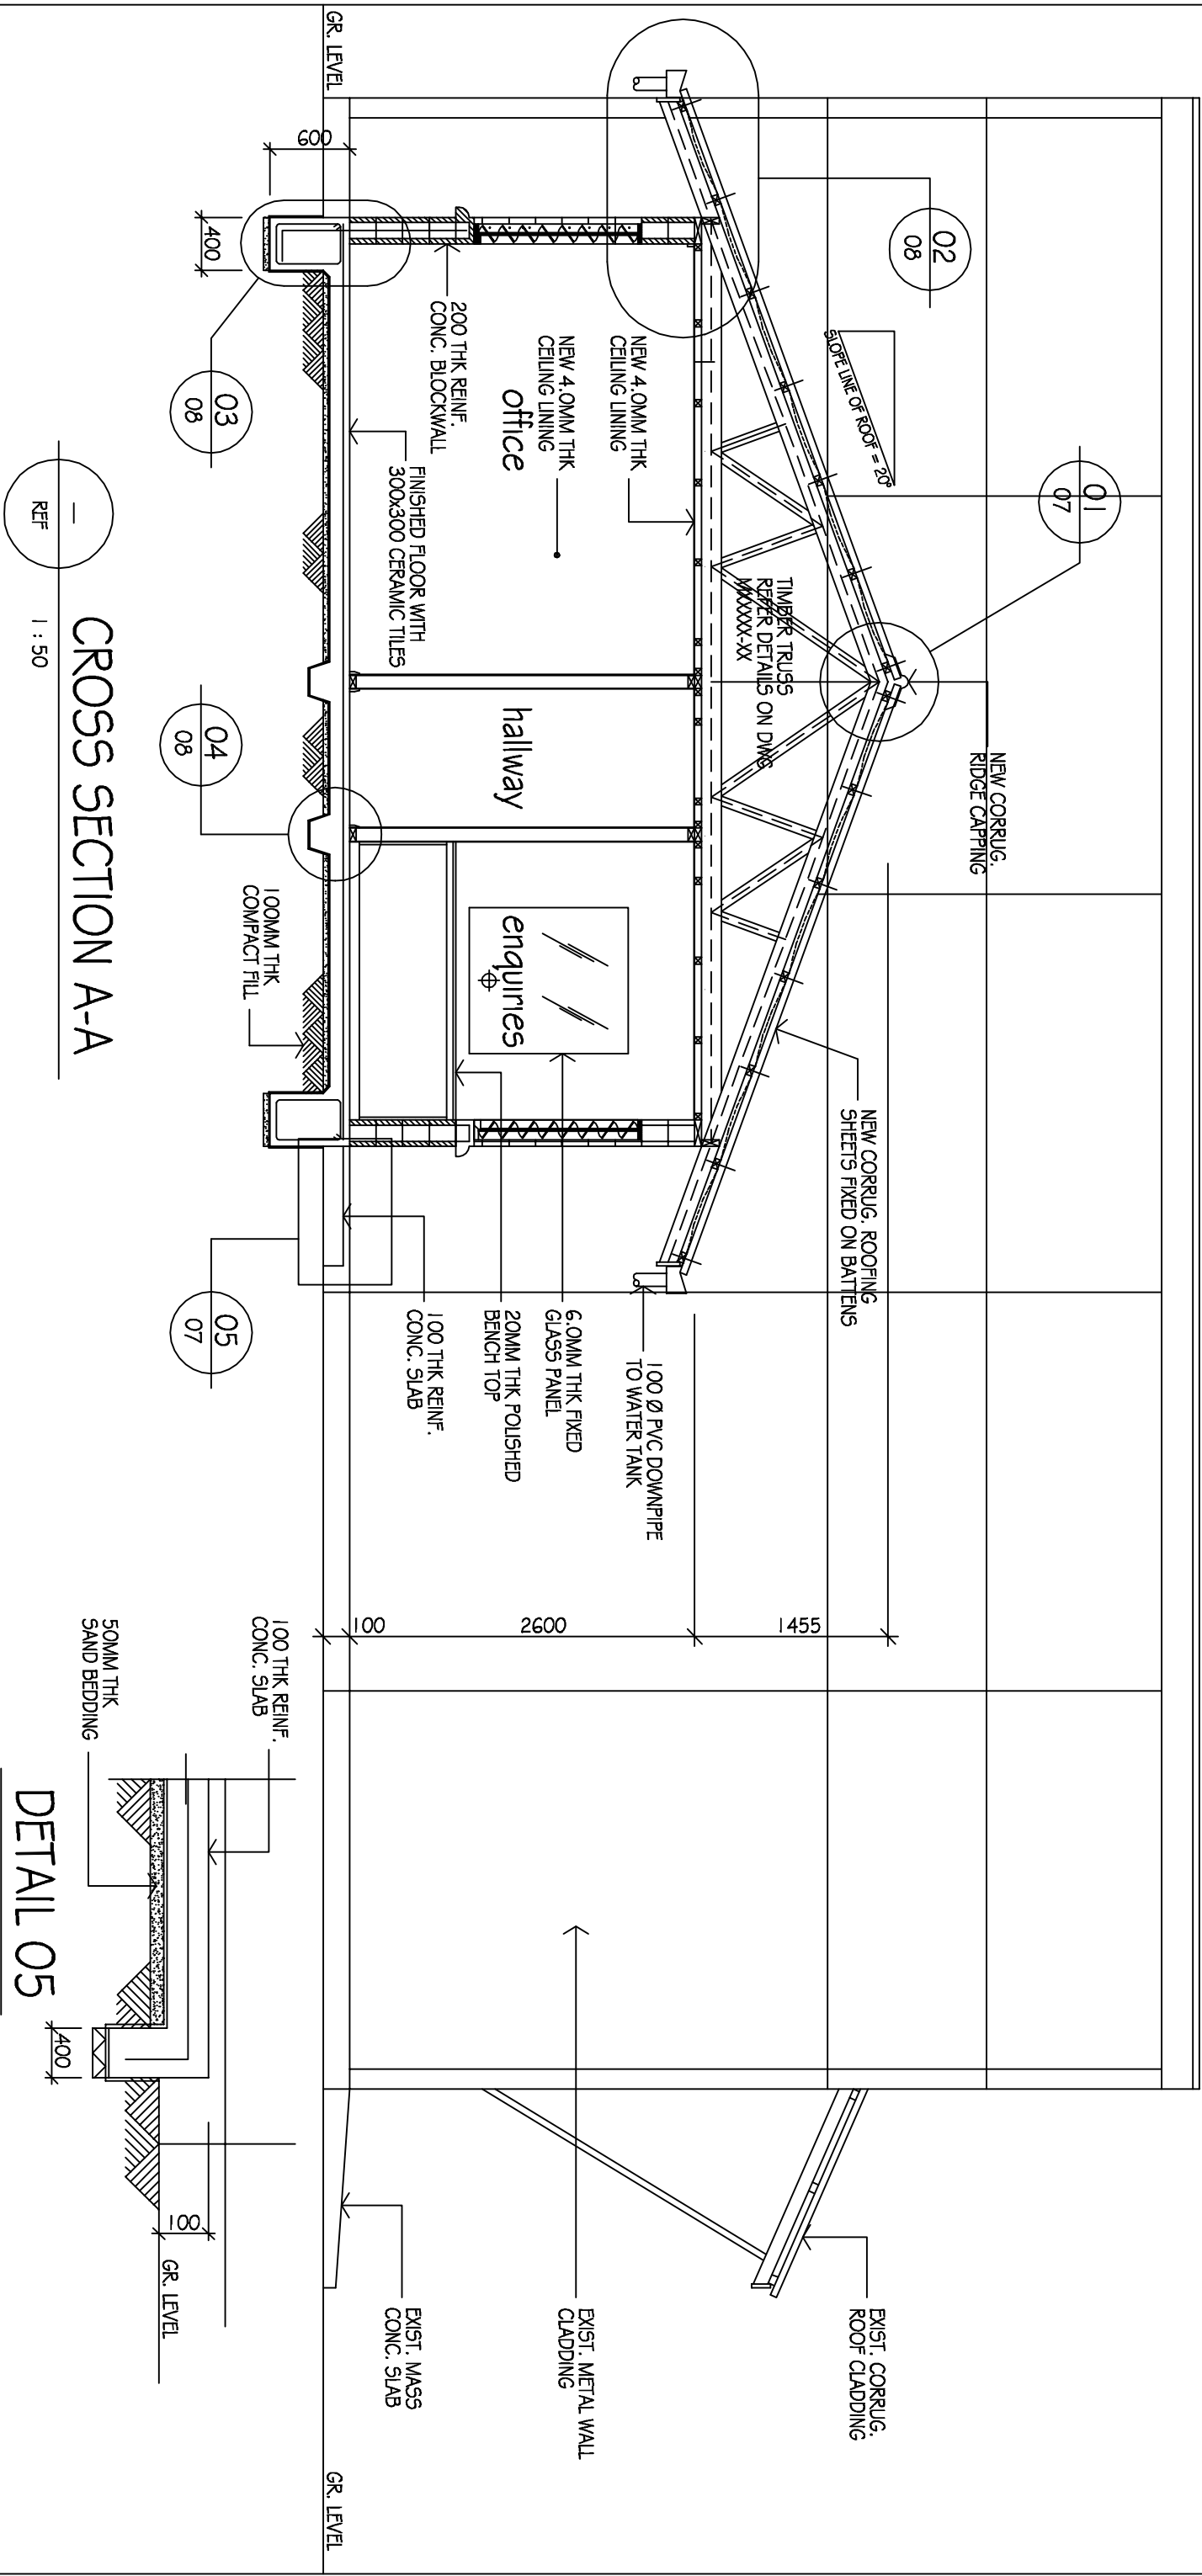 GR. LEVEL
01
07
NEW CORRUG.
RIDGE CAPPING
02
08
SLOPE LINE OF ROOF = 20°
NEW CORRUG. ROOFING
SHEETS FIXED ON BATTENS
EXIST. CORRUG.
ROOF CLADDING
TIMBER TRUSS
REFER DETAILS ON DWG
XXXXXX-XX
1455
NEW 4.0MM THK
CEILING LINING
100 Ø PVC DOWNPIPE
TO WATER TANK
NEW 4.0MM THK
CEILING LINING
6.0MM THK FIXED
GLASS PANEL
EXIST. METAL WALL
CLADDING
office
hallway
enquiries
2600
20MM THK POLISHED
BENCH TOP
200 THK REINF.
CONC. BLOCKWALL
FINISHED FLOOR WITH
300x300 CERAMIC TILES
100 THK REINF.
CONC. SLAB
EXIST. MASS
CONC. SLAB
100
600
GR. LEVEL
400
03
08
04
08
100MM THK
COMPACT FILL
05
07
–
REF
CROSS SECTION A-A
1 : 50
100 THK REINF.
CONC. SLAB
50MM THK
SAND BEDDING
100
GR. LEVEL
400
DETAIL 05